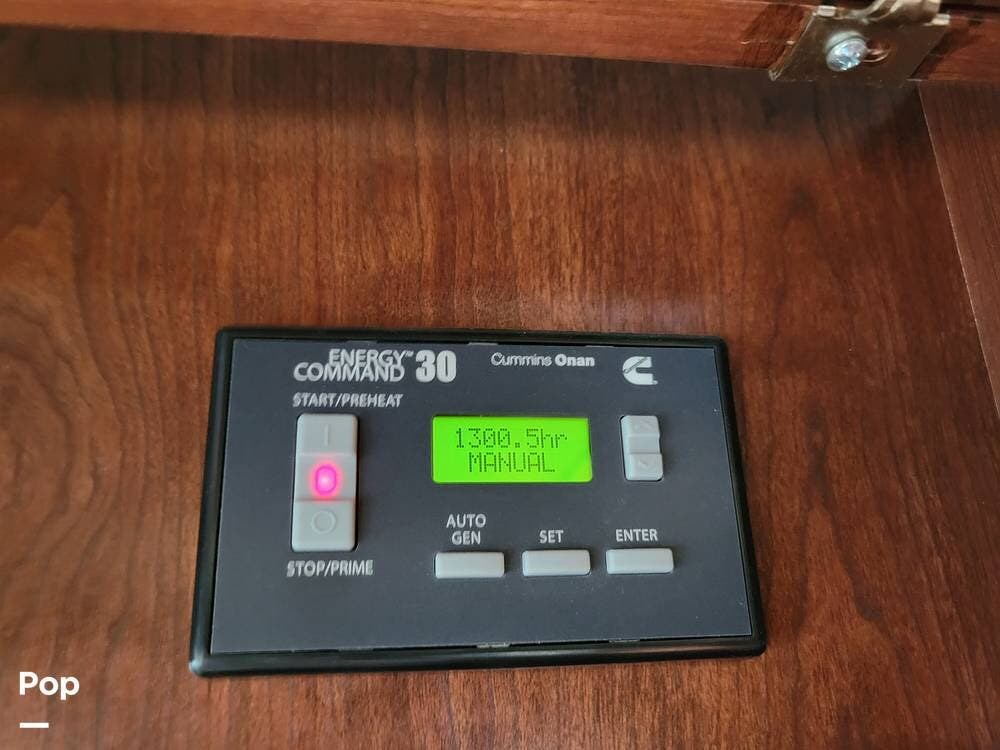 ENERGY™
COMMAND 30
Cummins Onan
START/PREHEAT
1300.5hr
MANUAL
AUTO
GEN
SET
ENTER
STOP/PRIME
Pop